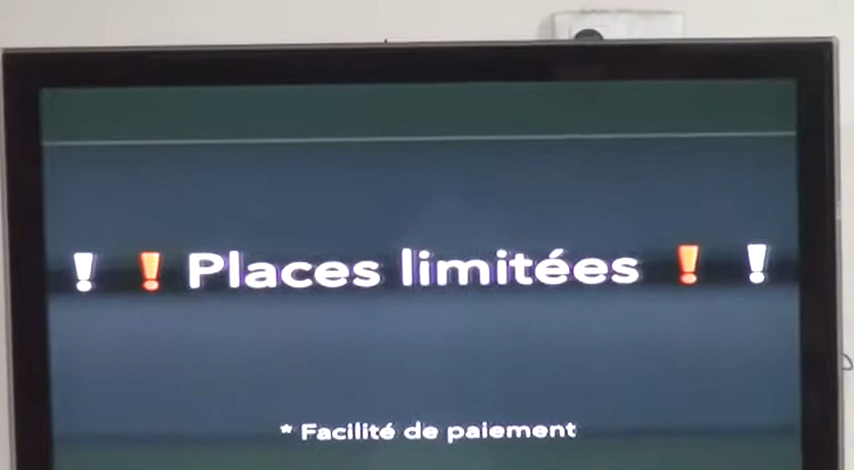 ! ❗ Places limitées ❗ !
* Facilité de paiement